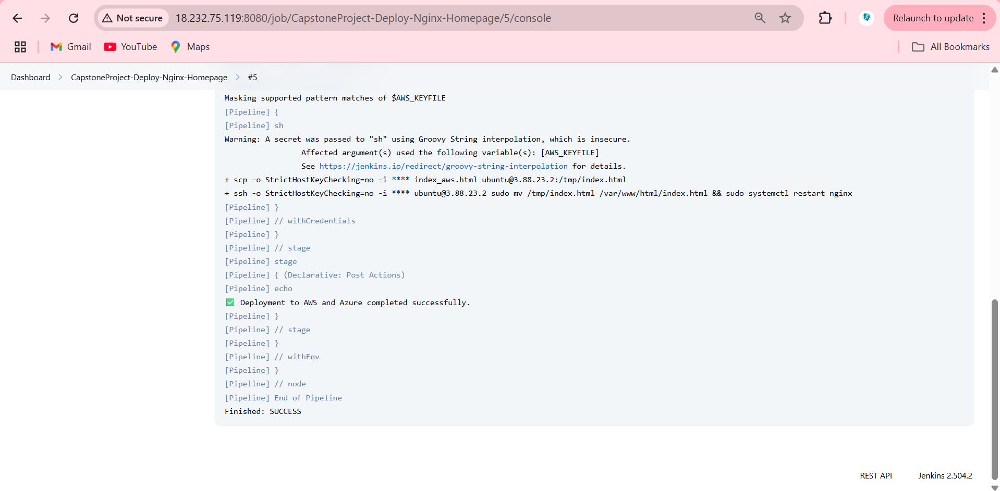 Not secure 18.232.75.119:8080/job/CapstoneProject-Deploy-Nginx-Homepage/5/console Relaunch to update
Gmail YouTube Maps All Bookmarks
Dashboard CapstoneProject-Deploy-Nginx-Homepage #5
Masking supported pattern matches of $AWS_KEYFILE
[Pipeline] {
[Pipeline] sh
Warning: A secret was passed to "sh" using Groovy String interpolation, which is insecure.
Affected argument(s) used the following variable(s): [AWS_KEYFILE]
See https://jenkins.io/redirect/groovy-string-interpolation for details.
+ scp -o StrictHostKeyChecking=no -i **** index_aws.html ubuntu@3.88.23.2:/tmp/index.html
+ ssh -o StrictHostKeyChecking=no -i **** ubuntu@3.88.23.2 sudo mv /tmp/index.html /var/www/html/index.html && sudo systemctl restart nginx
[Pipeline] }
[Pipeline] // withCredentials
[Pipeline] }
[Pipeline] // stage
[Pipeline] stage
[Pipeline] { (Declarative: Post Actions)
[Pipeline] echo
✅ Deployment to AWS and Azure completed successfully.
[Pipeline] }
[Pipeline] // stage
[Pipeline] }
[Pipeline] // withEnv
[Pipeline] }
[Pipeline] // node
[Pipeline] End of Pipeline
Finished: SUCCESS
REST API Jenkins 2.504.2